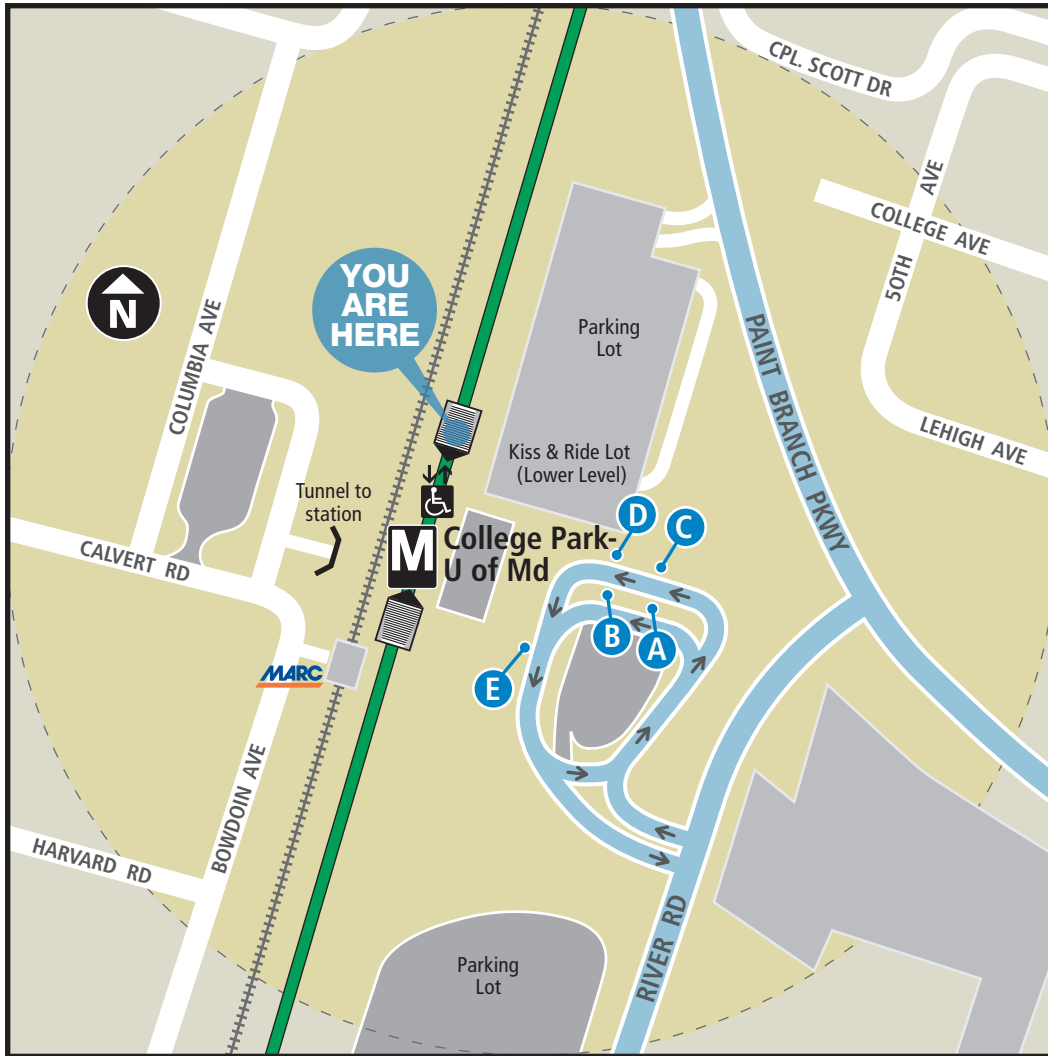 CPL. SCOTT DR
50TH AVE
COLLEGE AVE
YOU
ARE
HERE
N
COLUMBIA AVE
Parking
Lot
PAINT BRANCH PKWY
LEHIGH AVE
Kiss & Ride Lot
(Lower Level)
Tunnel to
station
D
C
M
College Park-
U of Md
CALVERT RD
B
A
E
MARC
BOWDOIN AVE
HARVARD RD
RIVER RD
Parking
Lot